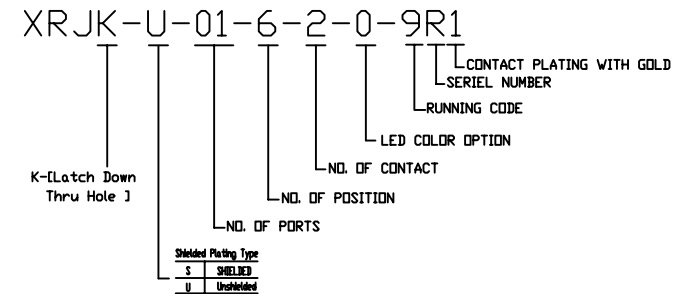 XRJK-U-01-6-2-0-9R1
CONTACT PLATING WITH GOLD
SERIEL NUMBER
RUNNING CODE
LED COLOR OPTION
NO. OF CONTACT
K-[Latch Down
Thru Hole ]
NO. OF POSITION
NO. OF PORTS
Shielded Plating Type
S SHIELDED
U Unshielded